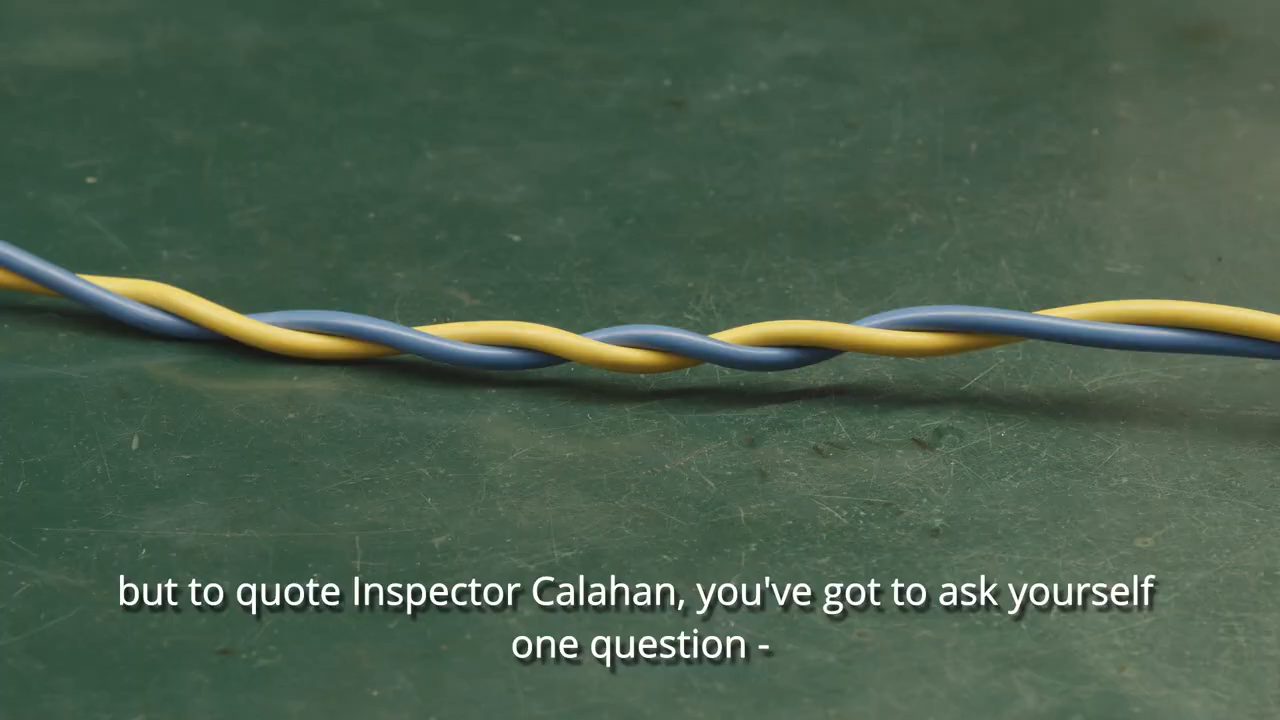 but to quote Inspector Calahan, you've got to ask yourself
one question -